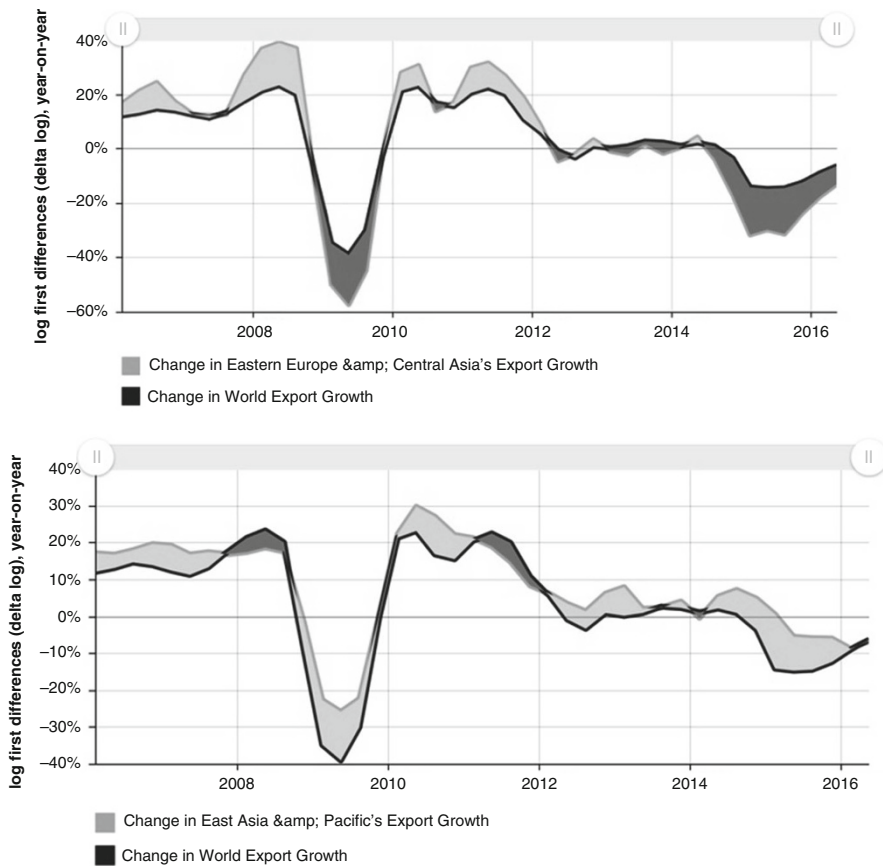 log first differences (delta log), year-on-year
40%
20%
0%
−20%
−40%
−60%
2008 2010 2012 2014 2016
Change in Eastern Europe &amp; Central Asia's Export Growth
Change in World Export Growth
log first differences (delta log), year-on-year
40%
30%
20%
10%
0%
−10%
−20%
−30%
−40%
2008 2010 2012 2014 2016
Change in East Asia &amp; Pacific's Export Growth
Change in World Export Growth